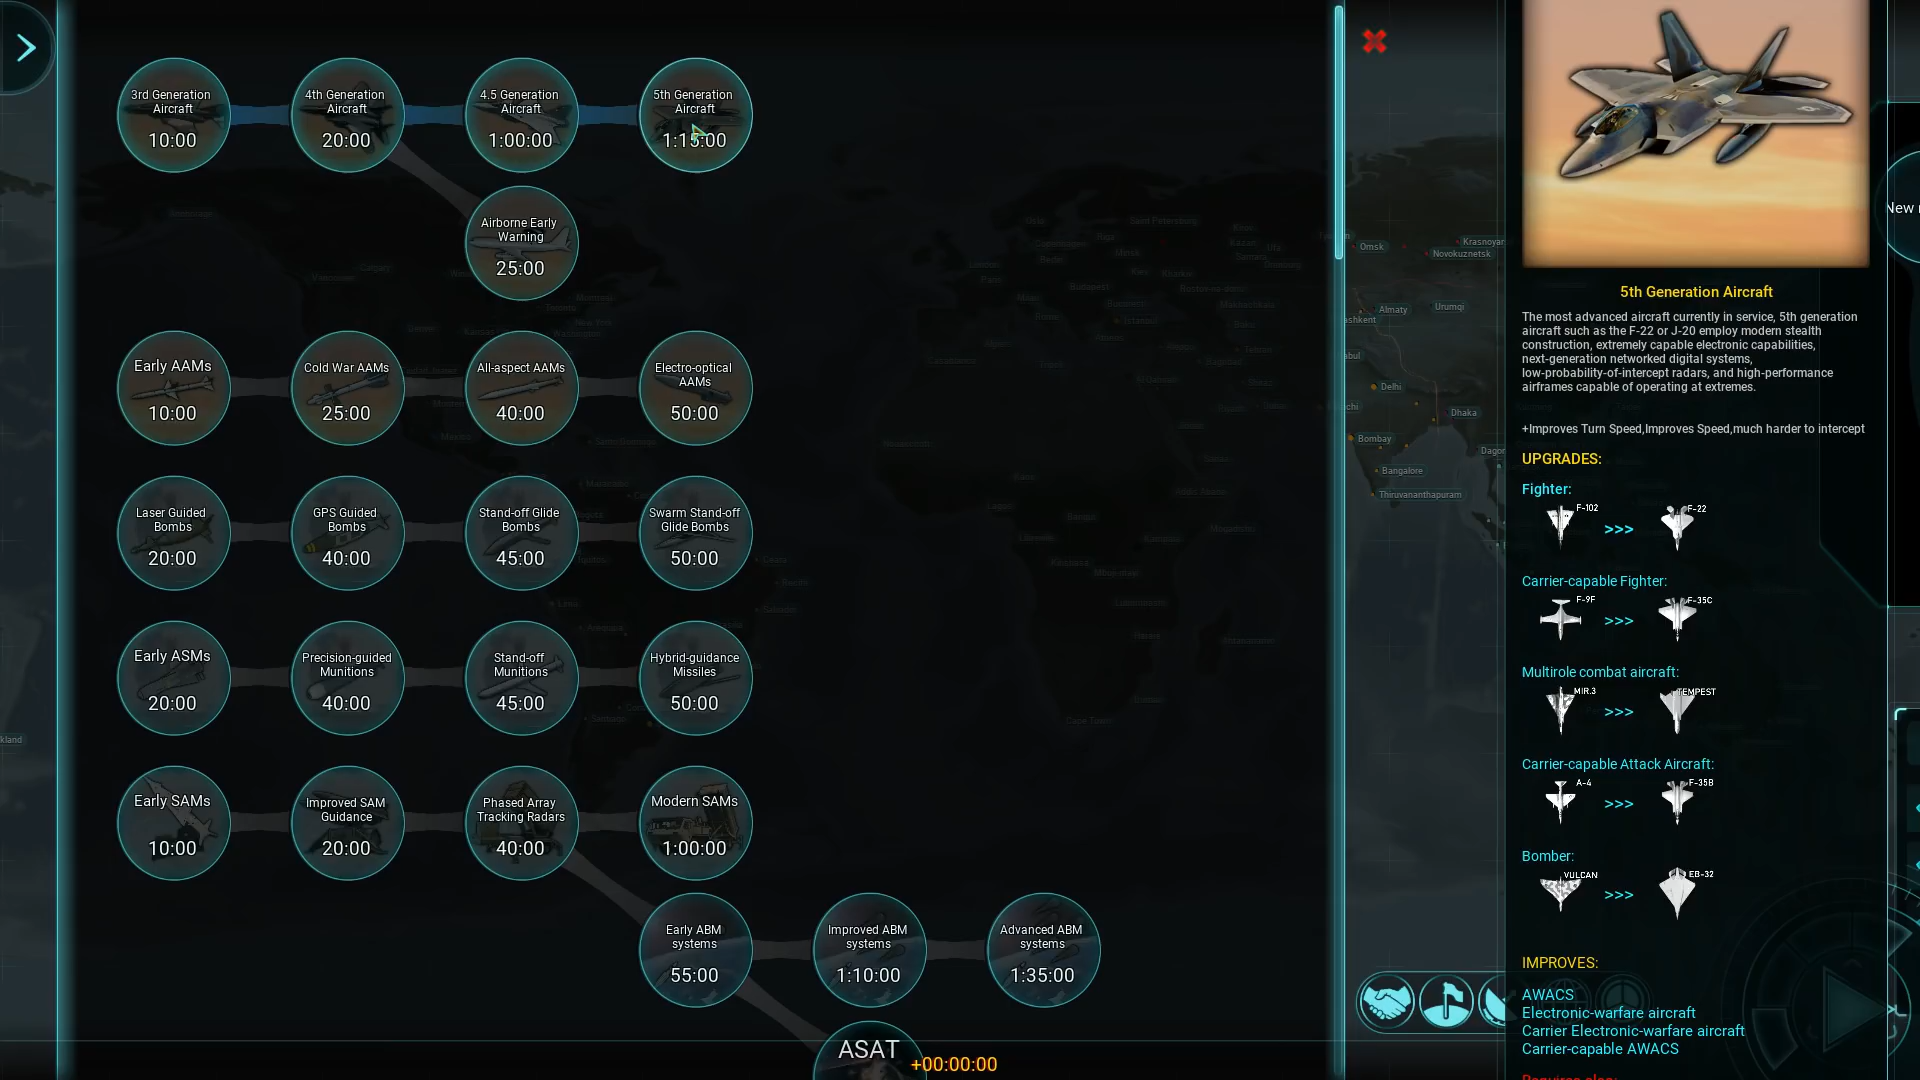 3rd Generation
Aircraft
10:00
4th Generation
Aircraft
20:00
4.5 Generation
Aircraft
1:00:00
5th Generation
Aircraft
1:15:00
Airborne Early
Warning
25:00
Early AAMs
10:00
Cold War AAMs
25:00
All-aspect AAMs
40:00
Electro-optical
AAMs
50:00
Laser Guided
Bombs
20:00
GPS Guided
Bombs
40:00
Stand-off Glide
Bombs
45:00
Swarm Stand-off
Glide Bombs
50:00
Early ASMs
20:00
Precision-guided
Munitions
40:00
Stand-off
Munitions
45:00
Hybrid-guidance
Missiles
50:00
Early SAMs
10:00
Improved SAM
Guidance
20:00
Phased Array
Tracking Radars
40:00
Modern SAMs
1:00:00
Early ABM
systems
55:00
Improved ABM
systems
1:10:00
Advanced ABM
systems
1:35:00
ASAT
+00:00:00
Omsk
Krasnoyar
Novokuznetsk
Almaty
Urumqi
ashkent
abul
Delhi
Dhaka
Bombay
Dagon
Bangalore
Thiruvananthapuram
kland
New
5th Generation Aircraft
The most advanced aircraft currently in service, 5th generation
aircraft such as the F-22 or J-20 employ modern stealth
construction, extremely capable electronic capabilities,
next-generation networked digital systems,
low-probability-of-intercept radars, and high-performance
airframes capable of operating at extremes.
+Improves Turn Speed,Improves Speed,much harder to intercept
UPGRADES:
Fighter:
F-102
>>>
F-22
Carrier-capable Fighter:
F-9F
>>>
F-35C
Multirole combat aircraft:
MIR.3
>>>
TEMPEST
Carrier-capable Attack Aircraft:
A-4
>>>
F-35B
Bomber:
VULCAN
>>>
EB-32
IMPROVES:
AWACS
Electronic-warfare aircraft
Carrier Electronic-warfare aircraft
Carrier-capable AWACS
Requires also: